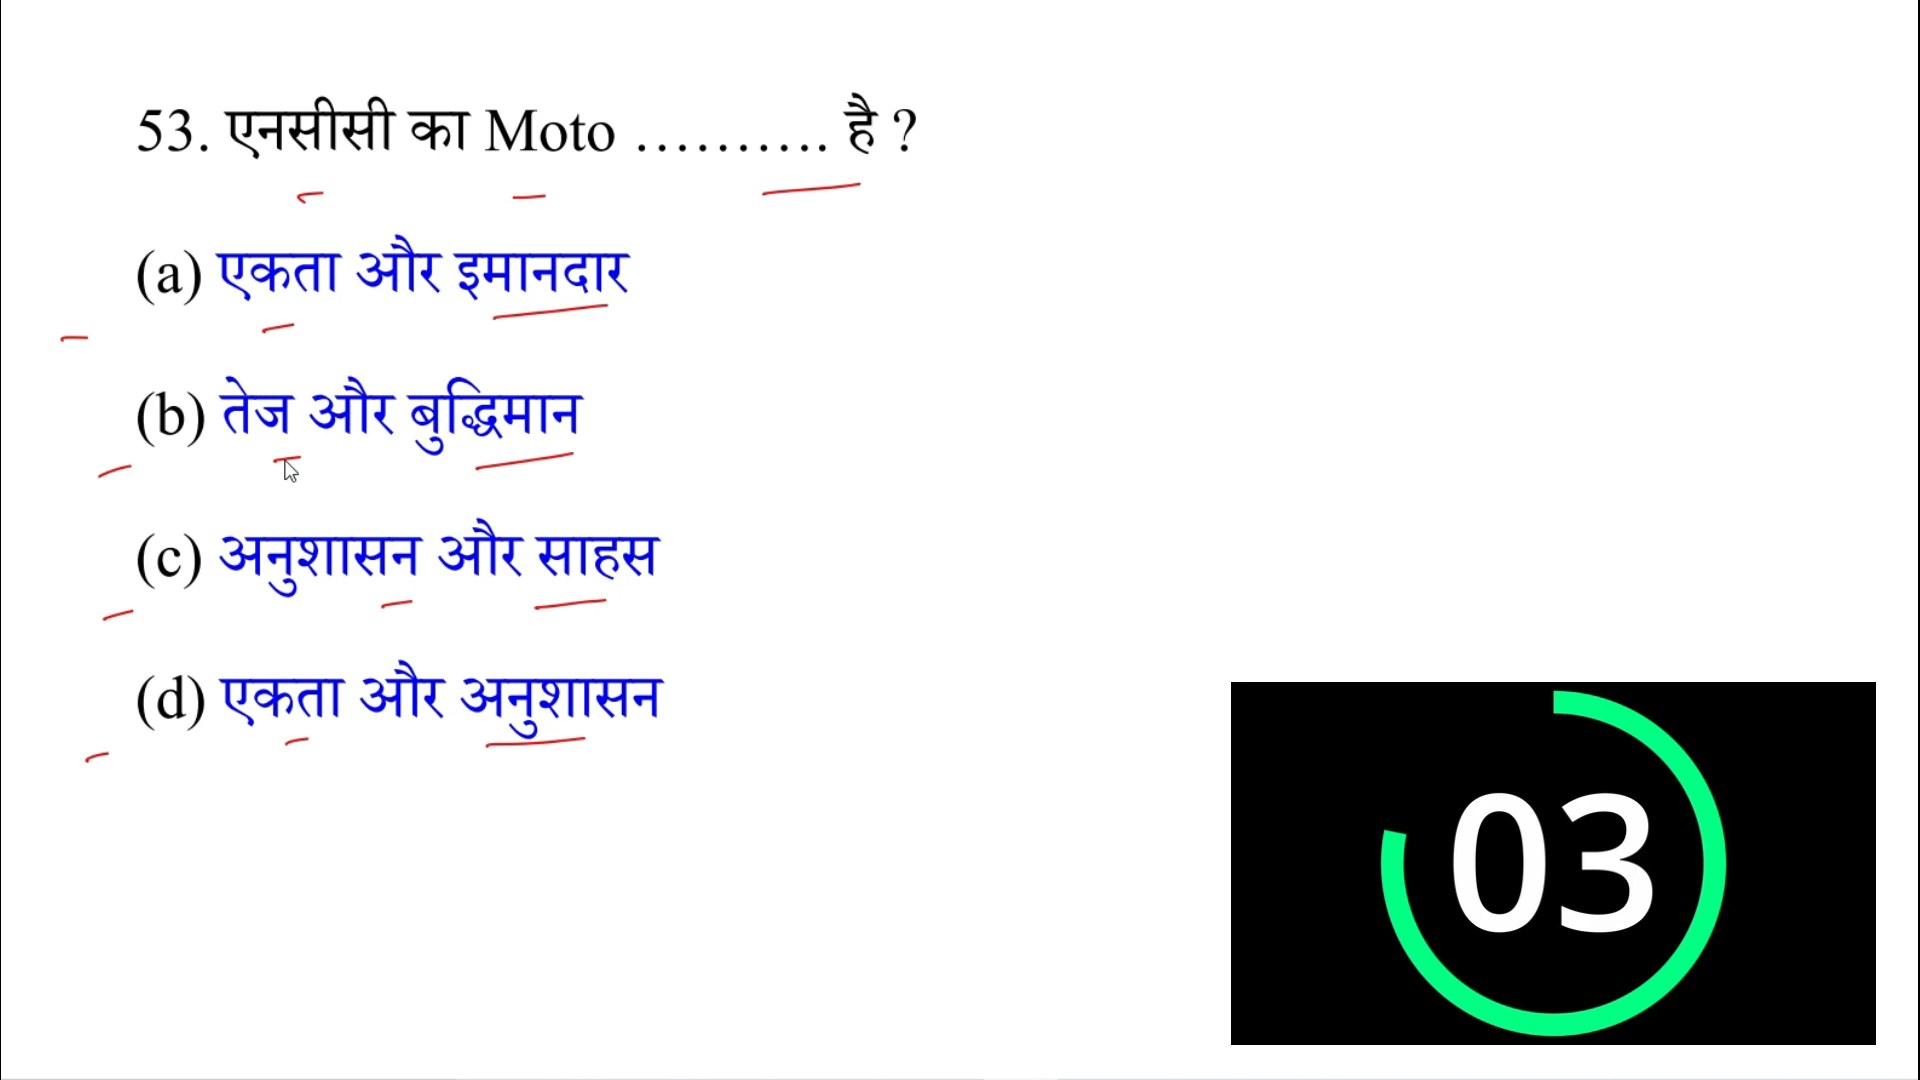 53. एनसीसी का Moto .......... है ?
(a) एकता और इमानदार
(b) तेज और बुद्धिमान
(c) अनुशासन और साहस
(d) एकता और अनुशासन
03